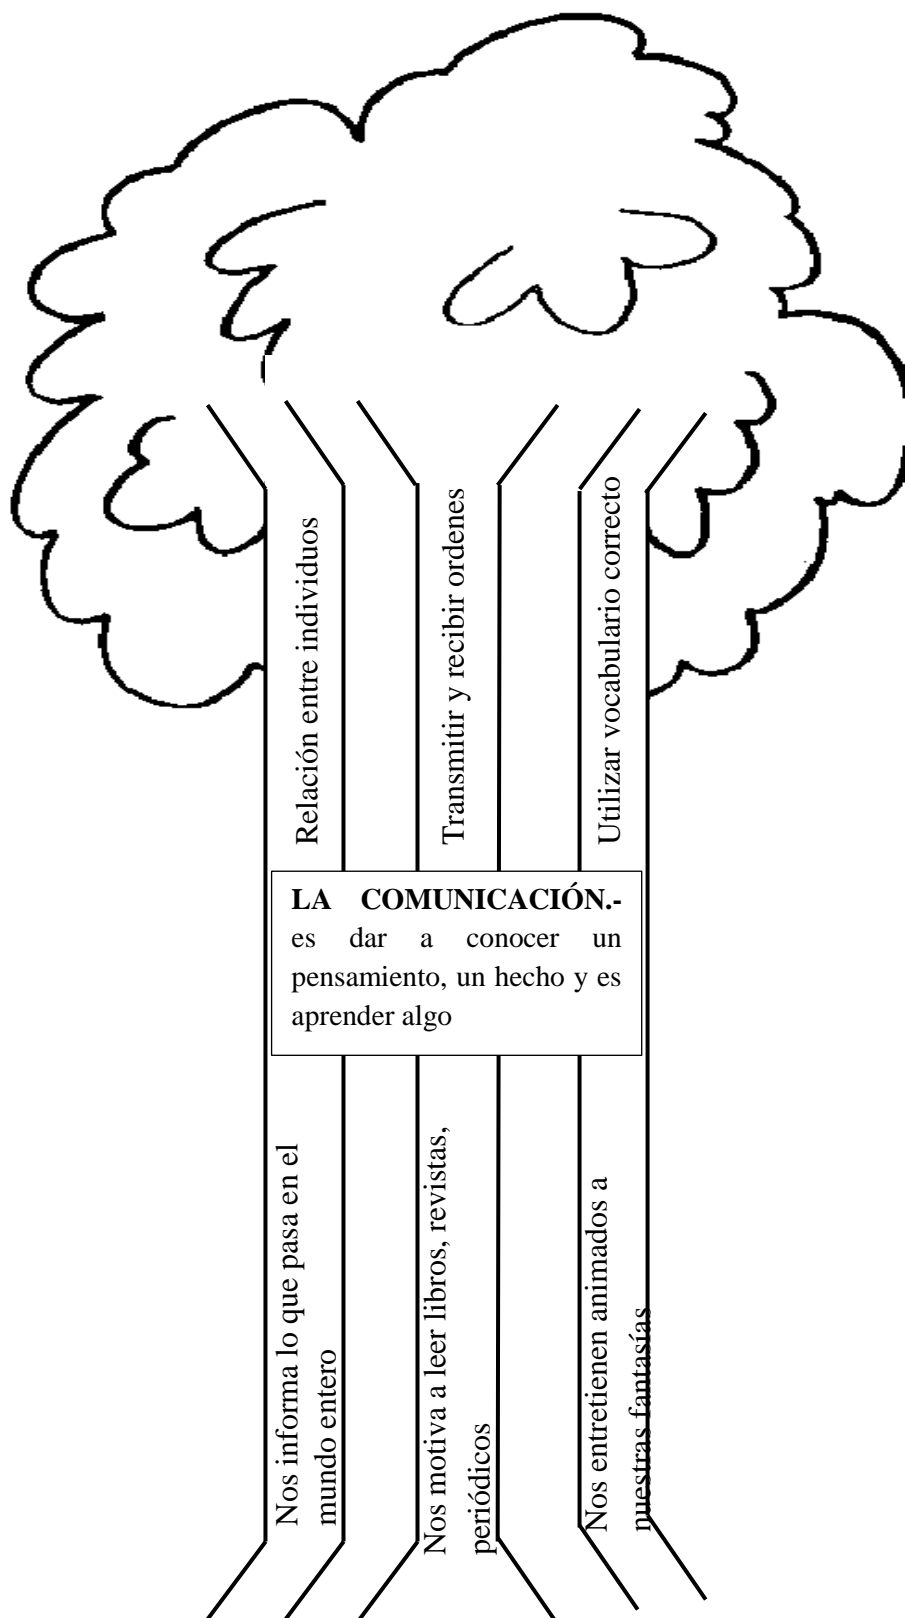 Relación entre individuos
Transmitir y recibir ordenes
Utilizar vocabulario correcto
LA COMUNICACIÓN.-
es dar a conocer un
pensamiento, un hecho y es
aprender algo
Nos informa lo que pasa en el
mundo entero
Nos motiva a leer libros, revistas,
periódicos
Nos entretienen animados a
nuestras fantasías